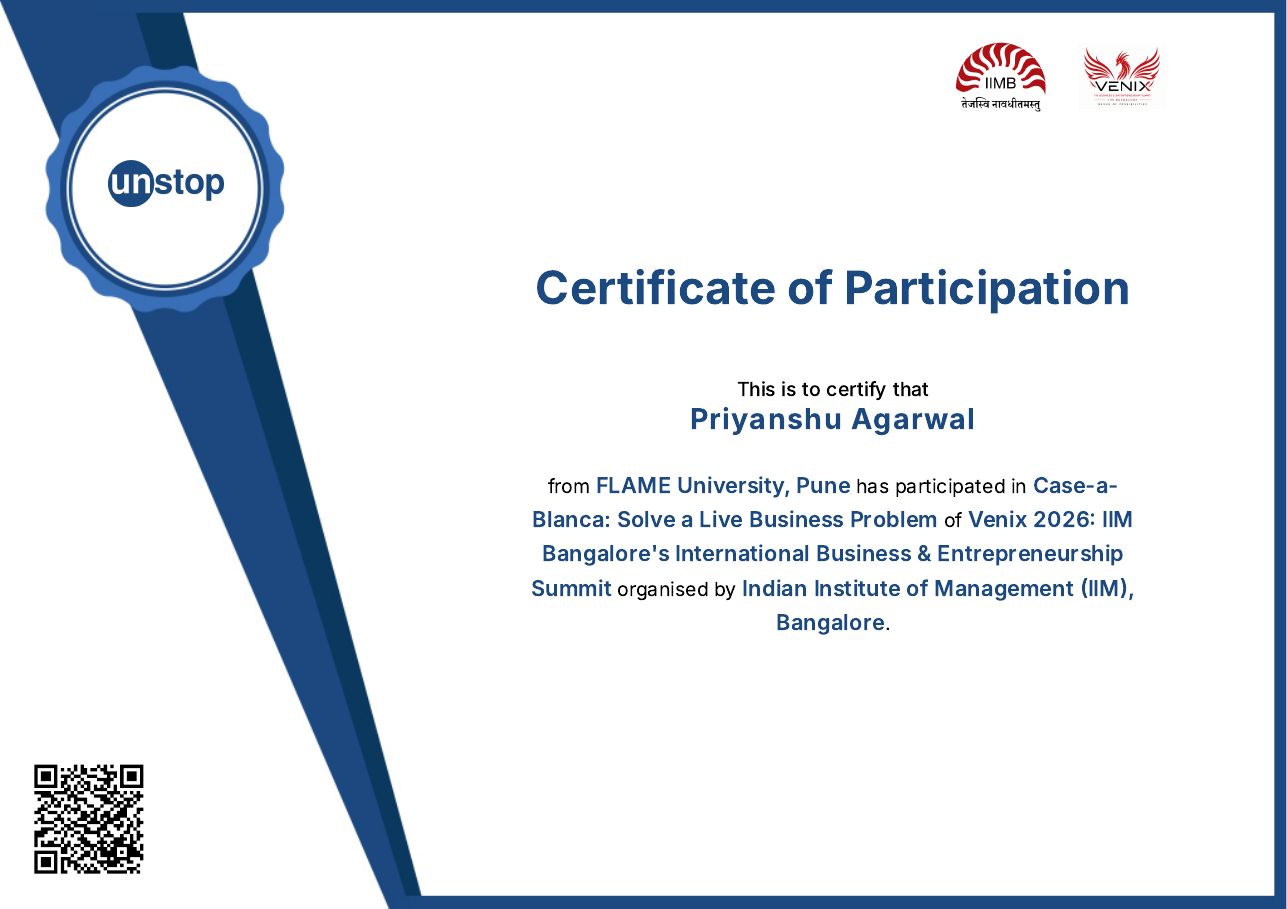 unstop
IIMB
तेजस्वि नावधीतमस्तु
VENIX
Certificate of Participation
This is to certify that
Priyanshu Agarwal
from FLAME University, Pune has participated in Case-a-
Blanca: Solve a Live Business Problem of Venix 2026: IIM
Bangalore's International Business & Entrepreneurship
Summit organised by Indian Institute of Management (IIM),
Bangalore.